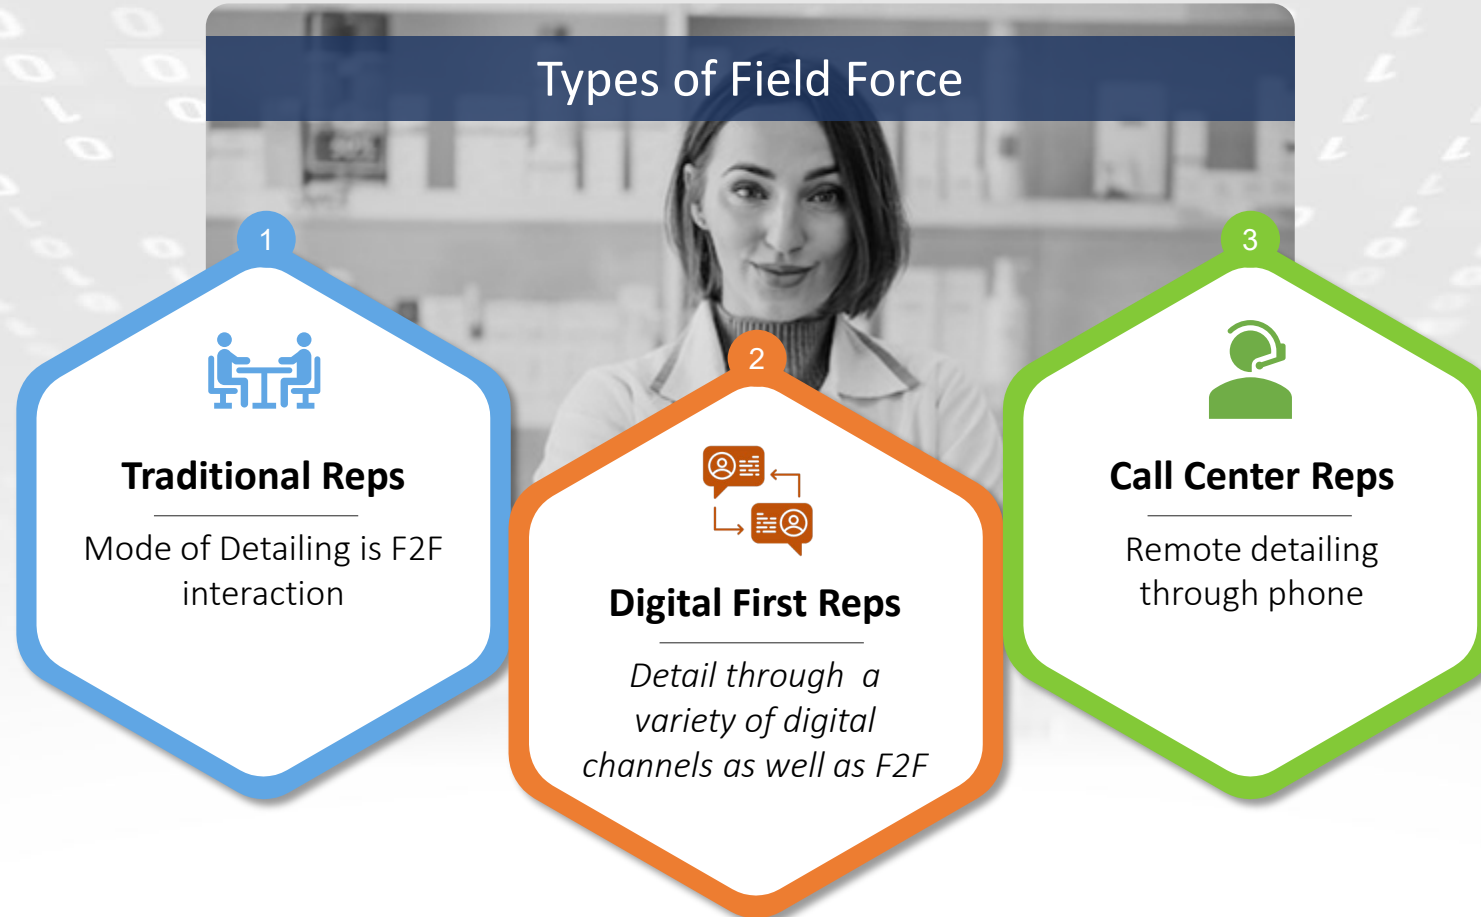 Types of Field Force
1
Traditional Reps
Mode of Detailing is F2F
interaction
2
Digital First Reps
Detail through a
variety of digital
channels as well as F2F
3
Call Center Reps
Remote detailing
through phone